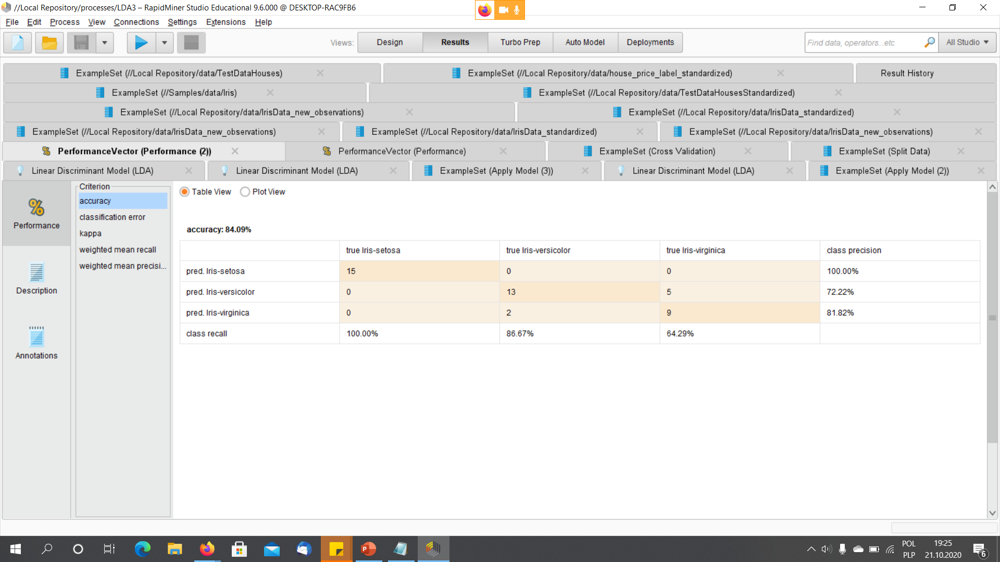 //Local Repository/processes/LDA3 – RapidMiner Studio Educational 9.6.000 @ DESKTOP-RAC9FB6
File Edit Process View Connections Settings Extensions Help
Views: Design Results Turbo Prep Auto Model Deployments Find data, operators...etc All Studio
ExampleSet (//Local Repository/data/TestDataHouses) ExampleSet (//Local Repository/data/house_price_label_standardized) Result History
ExampleSet (//Samples/data/Iris) ExampleSet (//Local Repository/data/TestDataHousesStandardized)
ExampleSet (//Local Repository/data/IrisData_new_observations) ExampleSet (//Local Repository/data/IrisData_standardized)
ExampleSet (//Local Repository/data/IrisData_new_observations) ExampleSet (//Local Repository/data/IrisData_standardized) ExampleSet (//Local Repository/data/IrisData_new_observations)
PerformanceVector (Performance (2)) PerformanceVector (Performance) ExampleSet (Cross Validation) ExampleSet (Split Data)
Linear Discriminant Model (LDA) Linear Discriminant Model (LDA) ExampleSet (Apply Model (3)) Linear Discriminant Model (LDA) ExampleSet (Apply Model (2))
Performance
Description
Annotations
Criterion
accuracy
classification error
kappa
weighted mean recall
weighted mean precisi...
Table View Plot View
accuracy: 84.09%
true Iris-setosa true Iris-versicolor true Iris-virginica class precision
pred. Iris-setosa 15 0 0 100.00%
pred. Iris-versicolor 0 13 5 72.22%
pred. Iris-virginica 0 2 9 81.82%
class recall 100.00% 86.67% 64.29%
POL 19:25
PLP 21.10.2020
6